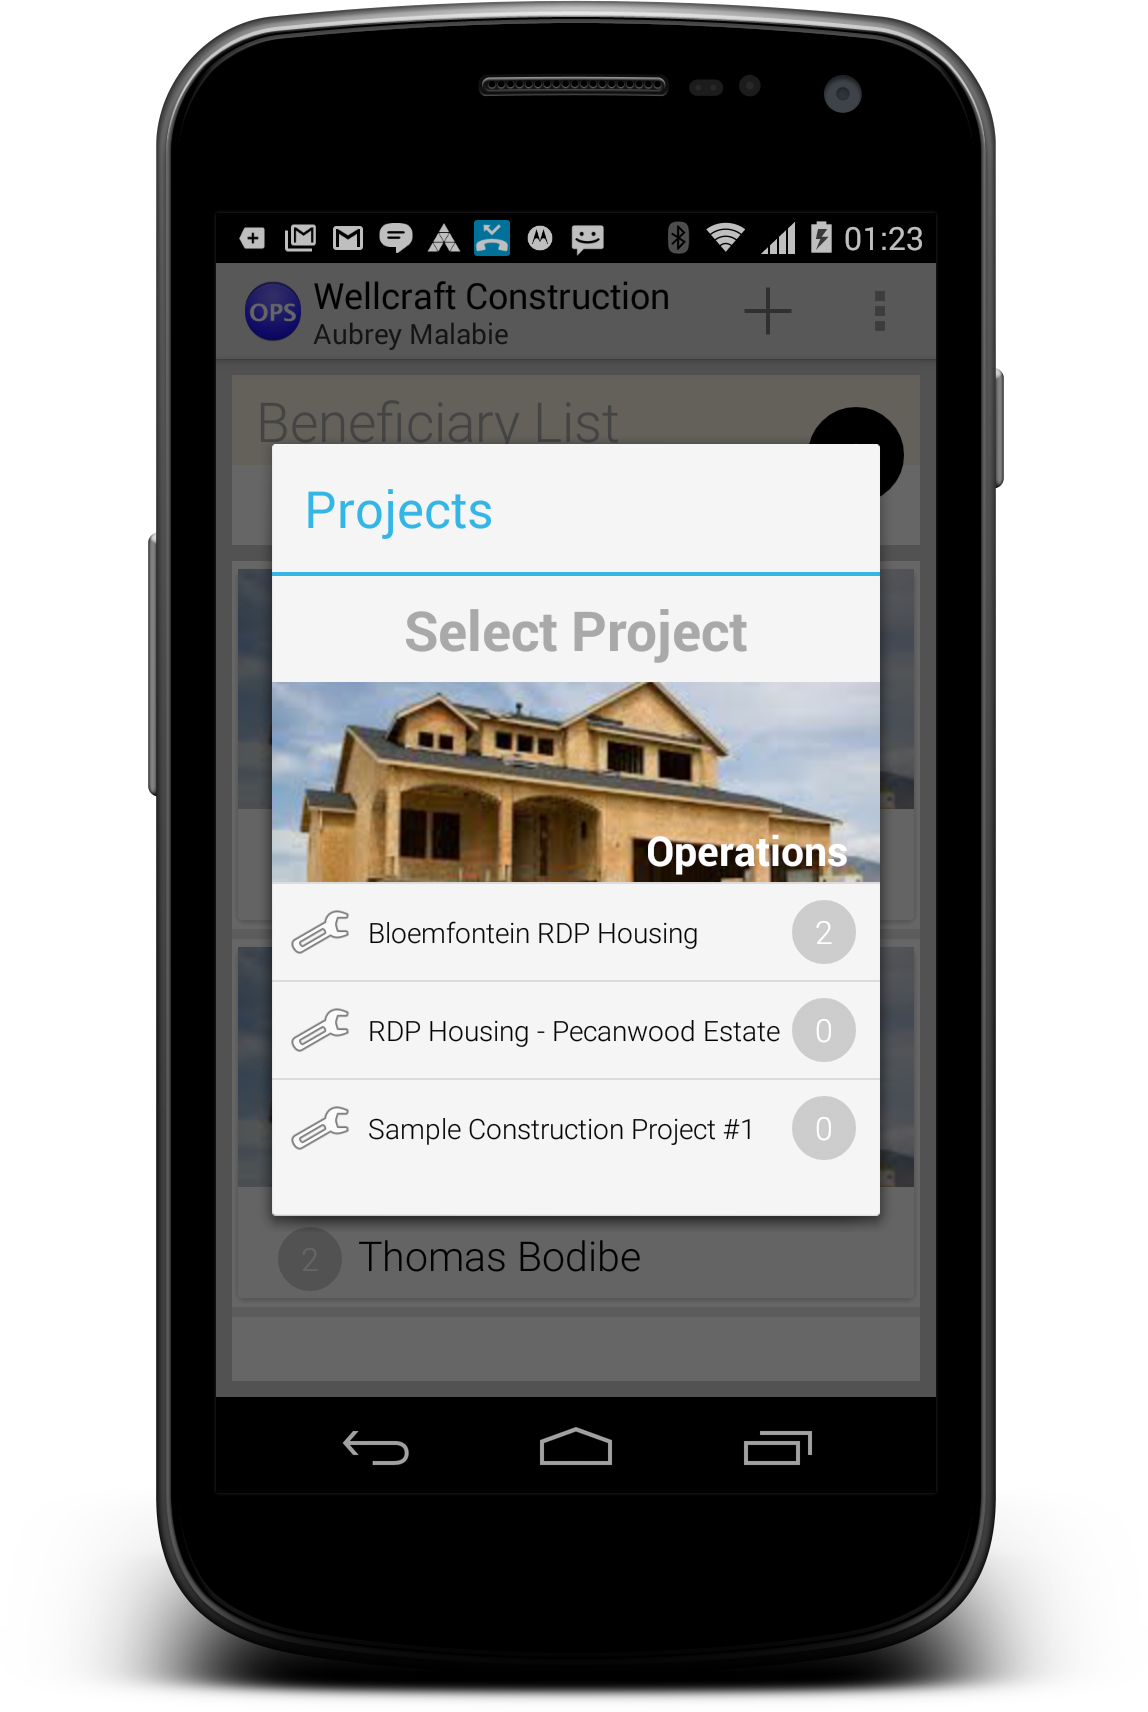 01:23
OPS
Wellcraft Construction
Aubrey Malabie
Beneficiary List
Projects
Select Project
Operations
Bloemfontein RDP Housing 2
RDP Housing - Pecanwood Estate 0
Sample Construction Project #1 0
2 Thomas Bodibe